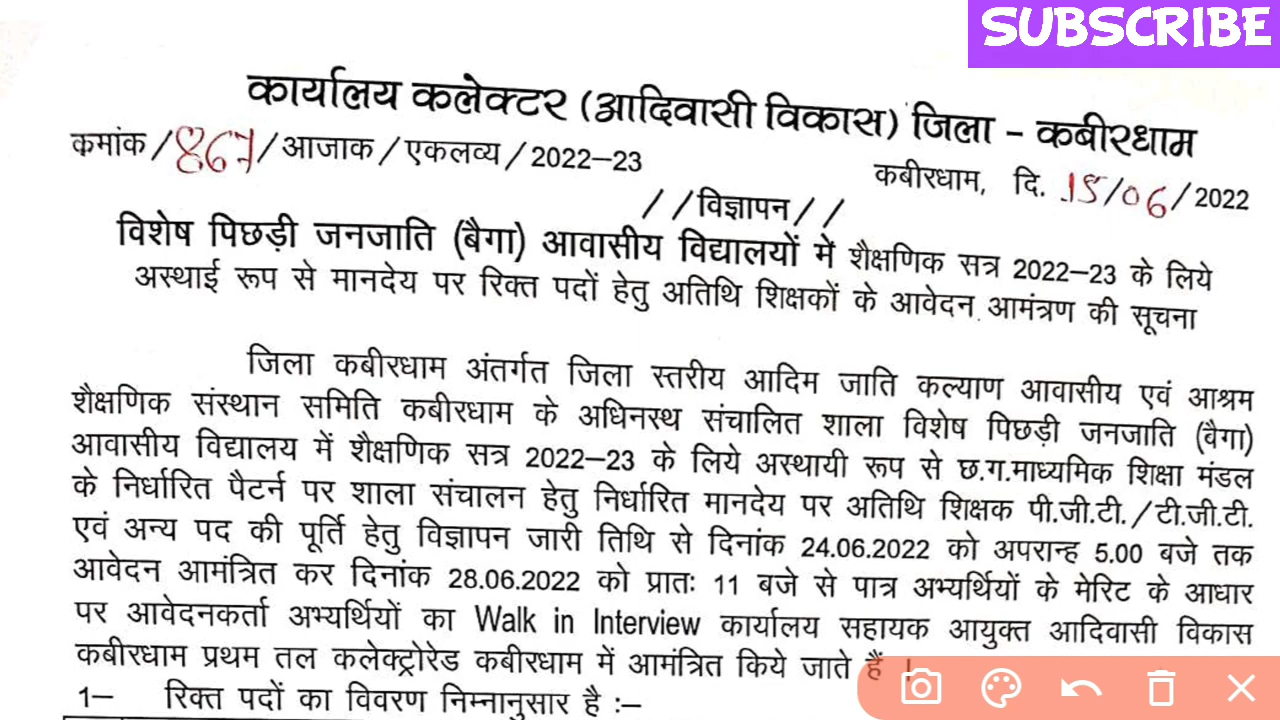 SUBSCRIBE
कार्यालय कलेक्टर (आदिवासी विकास) जिला – कबीरधाम
कमांक / 867 / आजाक / एकलव्य / 2022–23
कबीरधाम, दि. 15/06/2022
//विज्ञापन//
विशेष पिछड़ी जनजाति (बैगा) आवासीय विद्यालयों में शैक्षणिक सत्र 2022–23 के लिये
अस्थाई रूप से मानदेय पर रिक्त पदों हेतु अतिथि शिक्षकों के आवेदन आमंत्रण की सूचना
जिला कबीरधाम अंतर्गत जिला स्तरीय आदिम जाति कल्याण आवासीय एवं आश्रम
शैक्षणिक संस्थान समिति कबीरधाम के अधिनस्थ संचालित शाला विशेष पिछड़ी जनजाति (बैगा)
आवासीय विद्यालय में शैक्षणिक सत्र 2022–23 के लिये अस्थायी रूप से छ.ग.माध्यमिक शिक्षा मंडल
के निर्धारित पैटर्न पर शाला संचालन हेतु निर्धारित मानदेय पर अतिथि शिक्षक पी.जी.टी./टी.जी.टी.
एवं अन्य पद की पूर्ति हेतु विज्ञापन जारी तिथि से दिनांक 24.06.2022 को अपरान्ह 5.00 बजे तक
आवेदन आमंत्रित कर दिनांक 28.06.2022 को प्रातः 11 बजे से पात्र अभ्यर्थियों के मेरिट के आधार
पर आवेदनकर्ता अभ्यर्थियों का Walk in Interview कार्यालय सहायक आयुक्त आदिवासी विकास
कबीरधाम प्रथम तल कलेक्ट्रोरेड कबीरधाम में आमंत्रित किये जाते हैं ।
1– रिक्त पदों का विवरण निम्नानुसार है :–